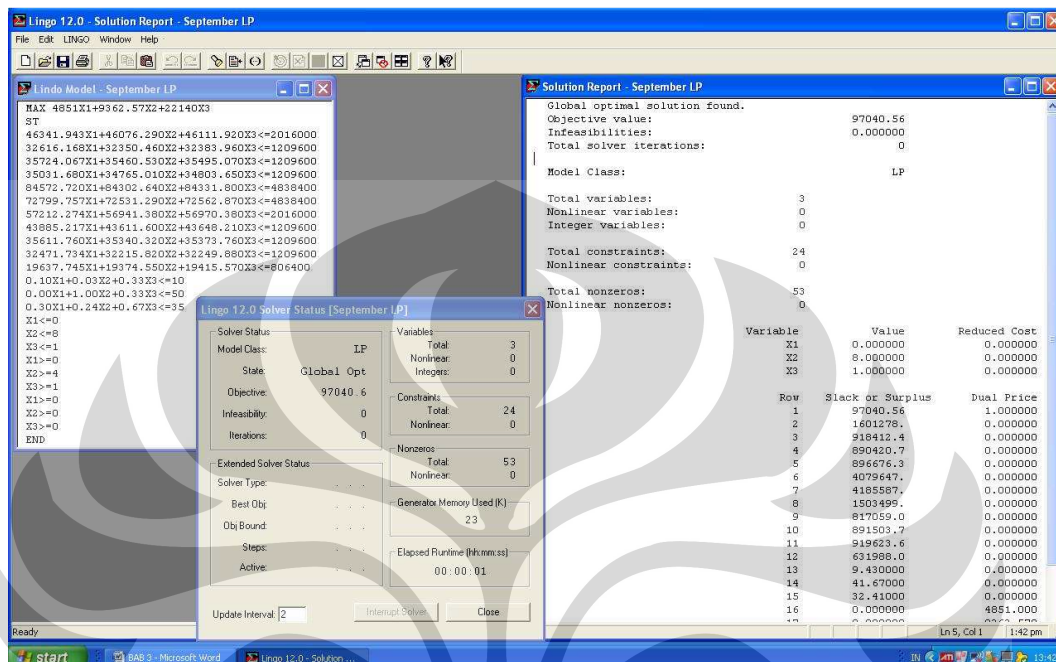 Lingo 12.0 - Solution Report - September LP
File Edit LINGO Window Help
Lindo Model - September LP
MAX 4851X1+9362.57X2+22140X3
ST
46341.943X1+46076.290X2+46111.920X3<=2016000
32616.168X1+32350.460X2+32383.960X3<=1209600
35724.067X1+35460.530X2+35495.070X3<=1209600
35031.680X1+34765.010X2+34803.650X3<=1209600
84572.720X1+84302.640X2+84331.800X3<=4838400
72799.757X1+72531.290X2+72562.870X3<=4838400
57212.274X1+56941.380X2+56970.380X3<=2016000
43885.217X1+43611.600X2+43648.210X3<=1209600
35611.760X1+35340.320X2+35373.760X3<=1209600
32471.734X1+32215.820X2+32249.880X3<=1209600
19637.745X1+19374.550X2+19415.570X3<=806400
0.10X1+0.03X2+0.33X3<=10
0.00X1+1.00X2+0.33X3<=50
0.30X1+0.24X2+0.67X3<=35
X1<=0
X2<=8
X3<=1
X1>=0
X2>=4
X3>=1
X1>=0
X2>=0
X3>=0
END
Lingo 12.0 Solver Status [September LP]
Solver Status
Model Class: LP
State: Global Opt
Objective: 97040.6
Infeasibility: 0
Iterations: 0
Extended Solver Status
Solver Type: . . .
Best Obj: . . .
Obj Bound: . . .
Steps: . . .
Active: . . .
Update Interval: 2
Variables
Total: 3
Nonlinear: 0
Integers: 0
Constraints
Total: 24
Nonlinear: 0
Nonzeros
Total: 53
Nonlinear: 0
Generator Memory Used (K)
23
Elapsed Runtime (hh:mm:ss)
00:00:01
Interrupt Solver Close
Solution Report - September LP
Global optimal solution found.
Objective value: 97040.56
Infeasibilities: 0.000000
Total solver iterations: 0
Model Class: LP
Total variables: 3
Nonlinear variables: 0
Integer variables: 0
Total constraints: 24
Nonlinear constraints: 0
Total nonzeros: 53
Nonlinear nonzeros: 0
Variable Value Reduced Cost
X1 0.000000 0.000000
X2 8.000000 0.000000
X3 1.000000 0.000000
Row Slack or Surplus Dual Price
1 97040.56 1.000000
2 1601278. 0.000000
3 918412.4 0.000000
4 890420.7 0.000000
5 896676.3 0.000000
6 4079647. 0.000000
7 4185587. 0.000000
8 1503499. 0.000000
9 817059.0 0.000000
10 891503.7 0.000000
11 919623.6 0.000000
12 631988.0 0.000000
13 9.430000 0.000000
14 41.67000 0.000000
15 32.41000 0.000000
16 0.000000 4851.000
Ready
Ln 5, Col 1 1:42 pm
start
BAB 3 - Microsoft Word
Lingo 12.0 - Solution ...
IN
13:42